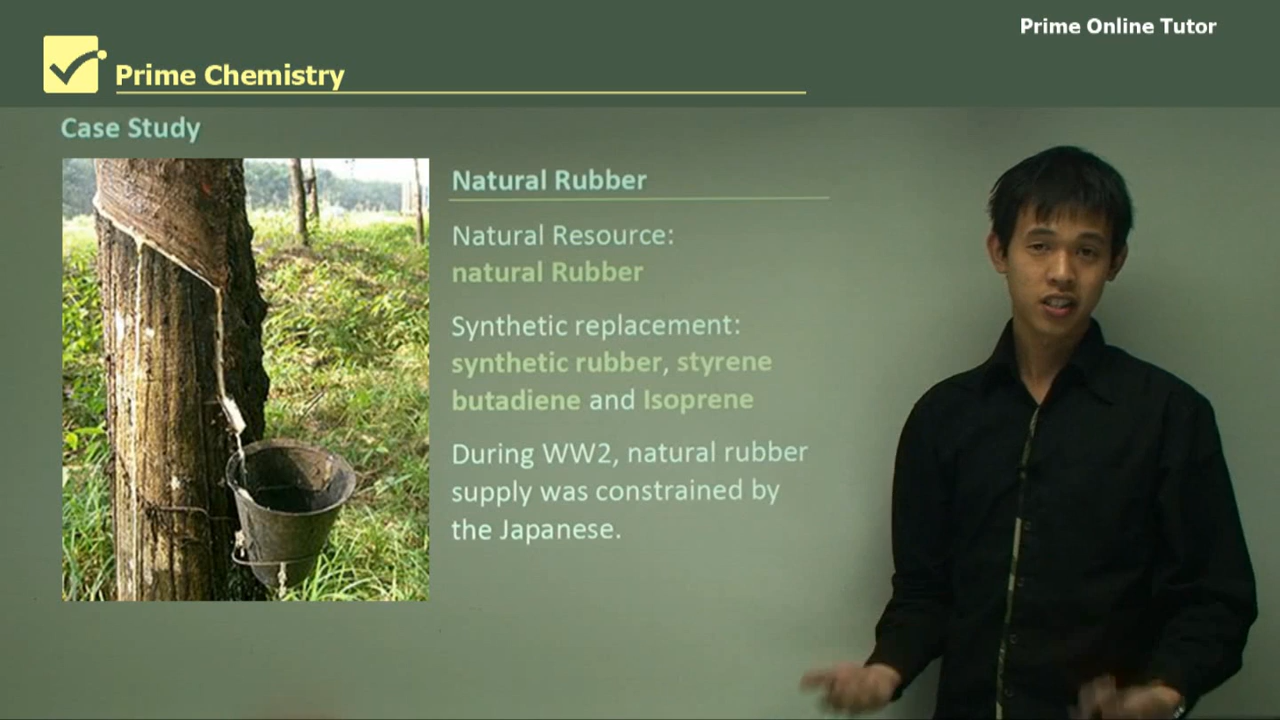 Prime Online Tutor
Prime Chemistry
Case Study
Natural Rubber
Natural Resource:
natural Rubber
Synthetic replacement:
synthetic rubber, styrene
butadiene and Isoprene
During WW2, natural rubber
supply was constrained by
the Japanese.